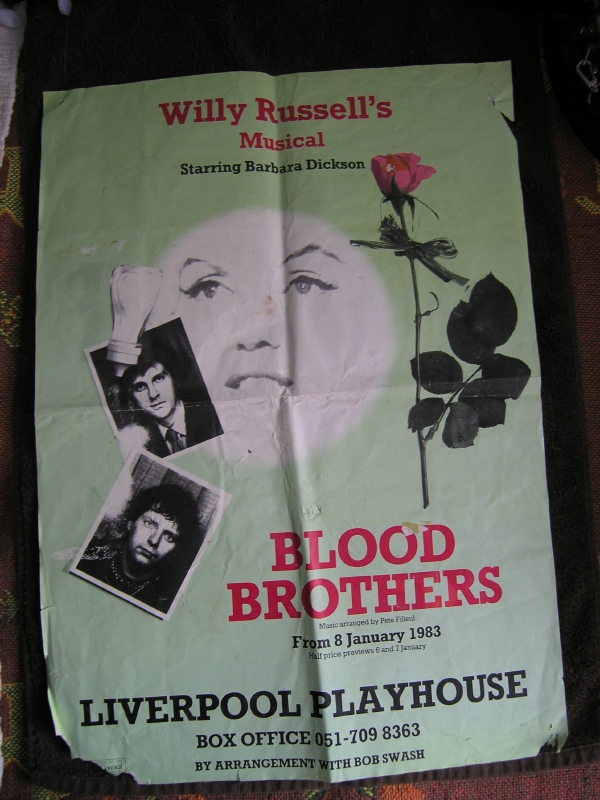 Willy Russell's
Musical
Starring Barbara Dickson
BLOOD
BROTHERS
Music arranged by Pete Filleul
From 8 January 1983
Half price previews 6 and 7 January
LIVERPOOL PLAYHOUSE
BOX OFFICE 051-709 8363
BY ARRANGEMENT WITH BOB SWASH